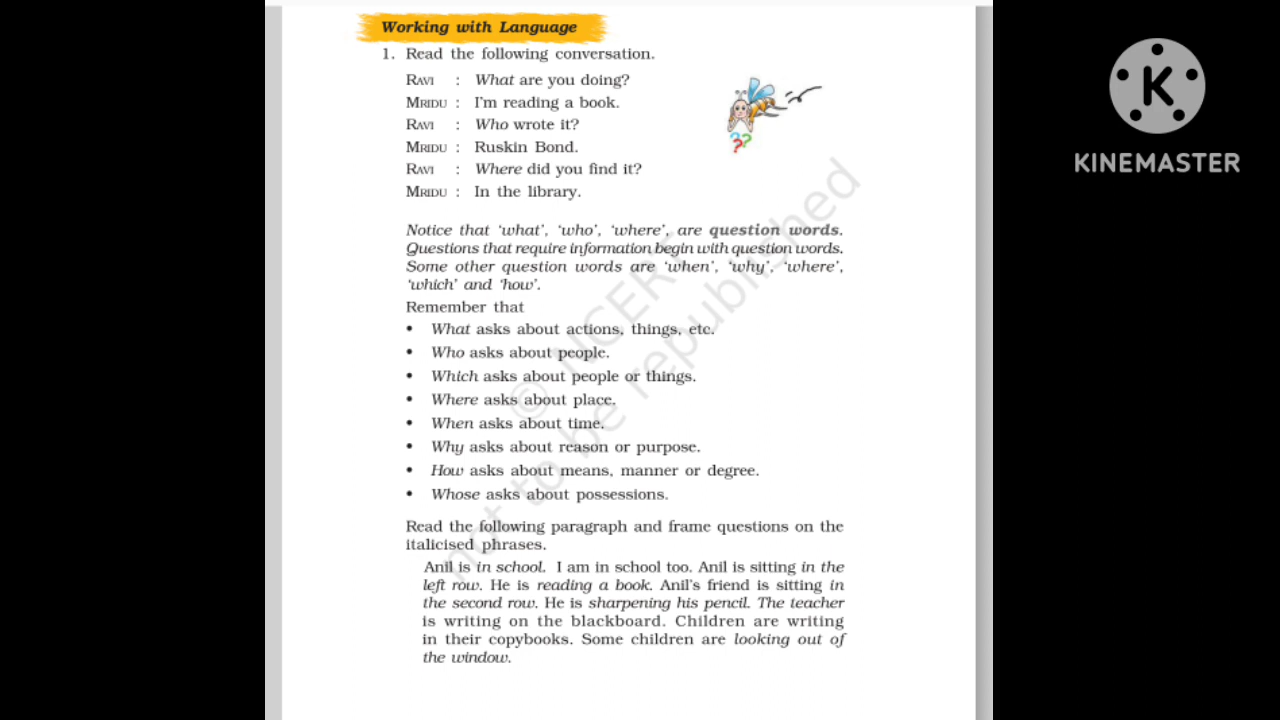 Working with Language
1. Read the following conversation.
RAVI : What are you doing?
MRIDU : I'm reading a book.
RAVI : Who wrote it?
MRIDU : Ruskin Bond.
RAVI : Where did you find it?
MRIDU : In the library.
??
K
KINEMASTER
Notice that 'what', 'who', 'where', are question words.
Questions that require information begin with question words.
Some other question words are 'when', 'why', 'where',
'which' and 'how'.
Remember that
• What asks about actions, things, etc.
• Who asks about people.
• Which asks about people or things.
• Where asks about place.
• When asks about time.
• Why asks about reason or purpose.
• How asks about means, manner or degree.
• Whose asks about possessions.
Read the following paragraph and frame questions on the
italicised phrases.
Anil is in school. I am in school too. Anil is sitting in the
left row. He is reading a book. Anil's friend is sitting in
the second row. He is sharpening his pencil. The teacher
is writing on the blackboard. Children are writing
in their copybooks. Some children are looking out of
the window.
© NCERT
not to be republished